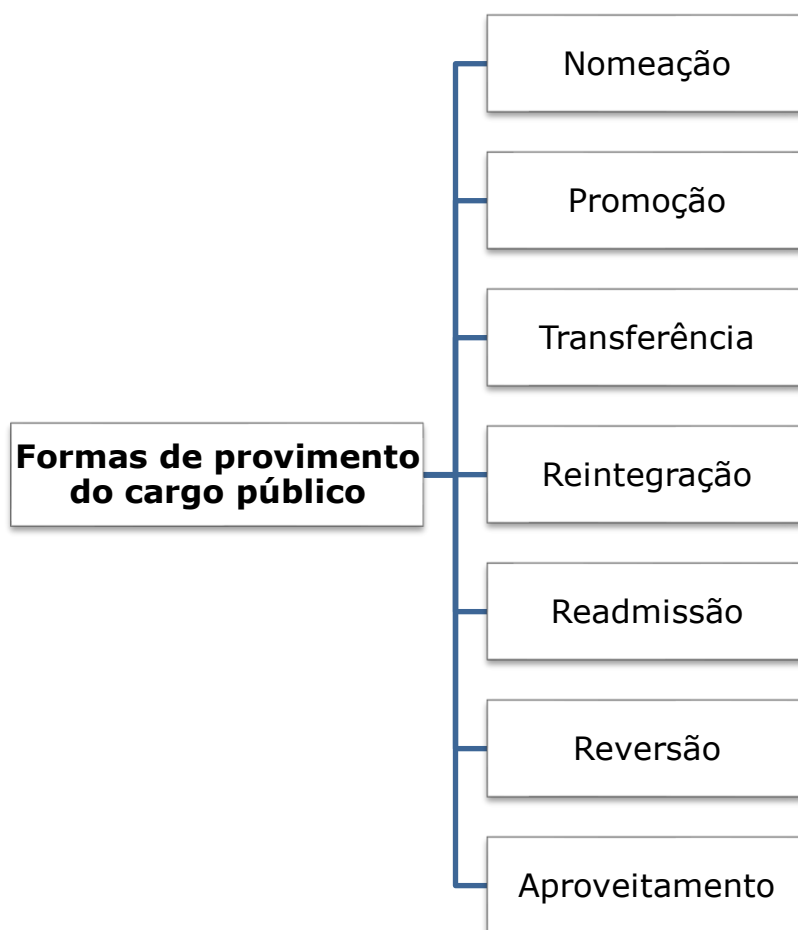 Nomeação
Promoção
Transferência
Formas de provimento
do cargo público
Reintegração
Readmissão
Reversão
Aproveitamento